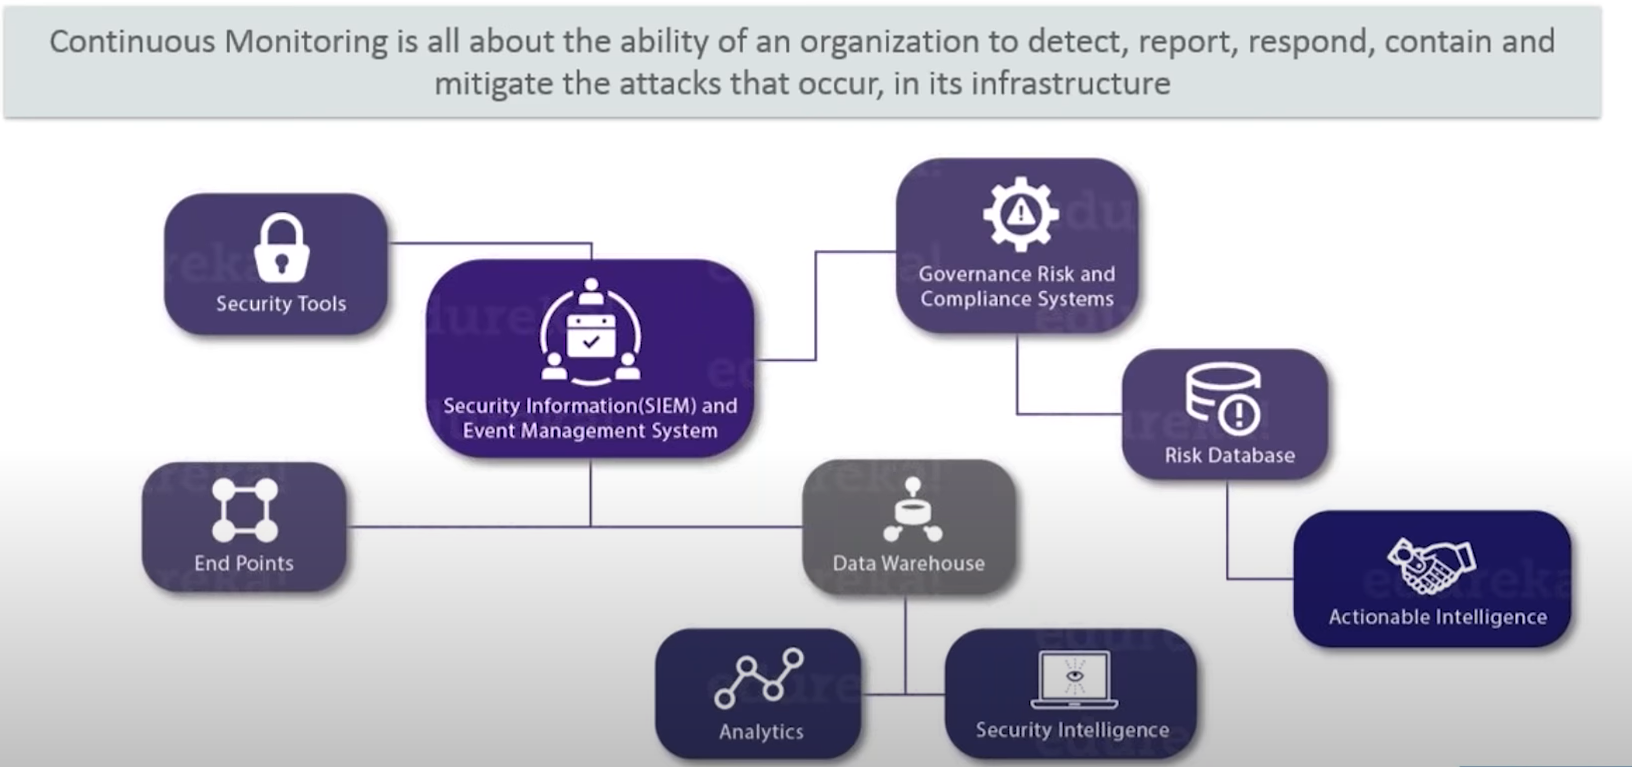 Continuous Monitoring is all about the ability of an organization to detect, report, respond, contain and
mitigate the attacks that occur, in its infrastructure
Security Tools
Governance Risk and
Compliance Systems
Security Information(SIEM) and
Event Management System
Risk Database
End Points
Data Warehouse
Actionable Intelligence
Analytics
Security Intelligence